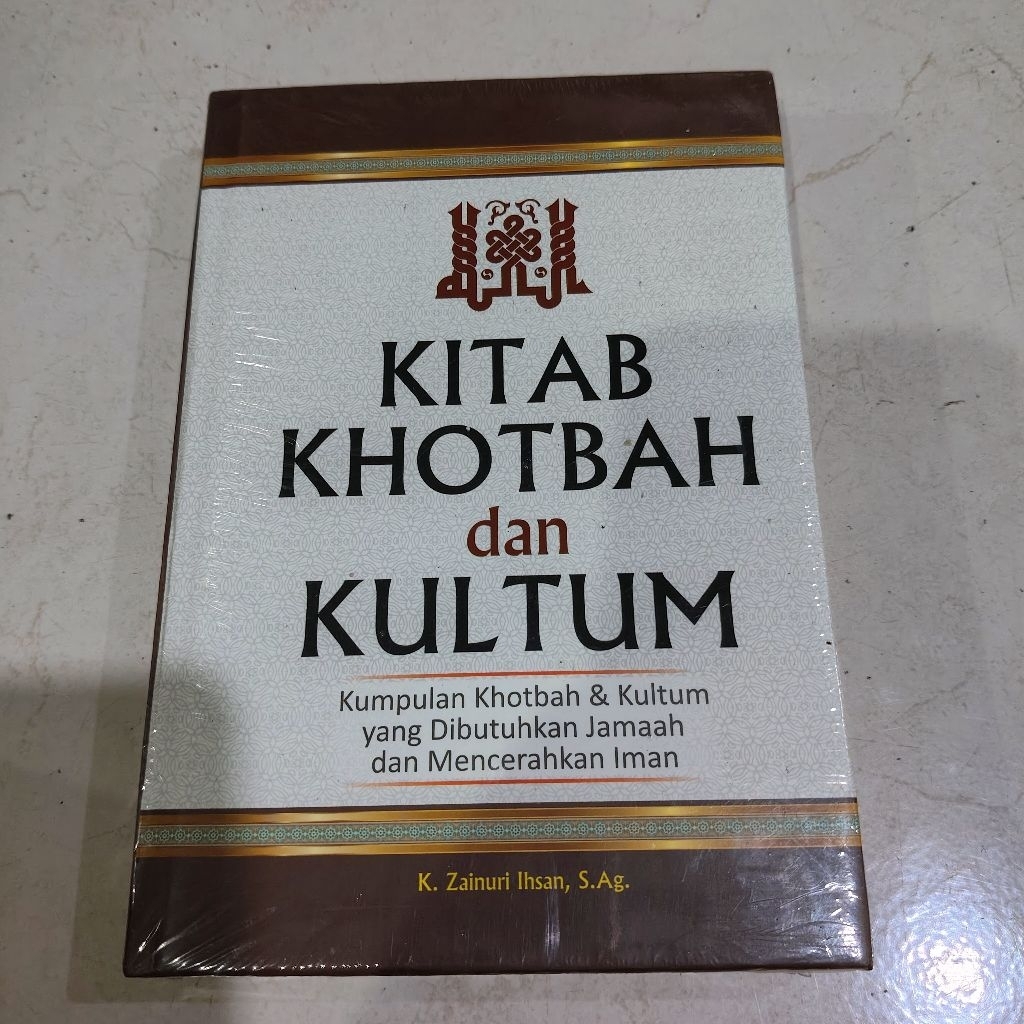 KITAB
KHOTBAH
dan
KULTUM
Kumpulan Khotbah & Kultum
yang Dibutuhkan Jamaah
dan Mencerahkan Iman
K. Zainuri Ihsan, S.Ag.